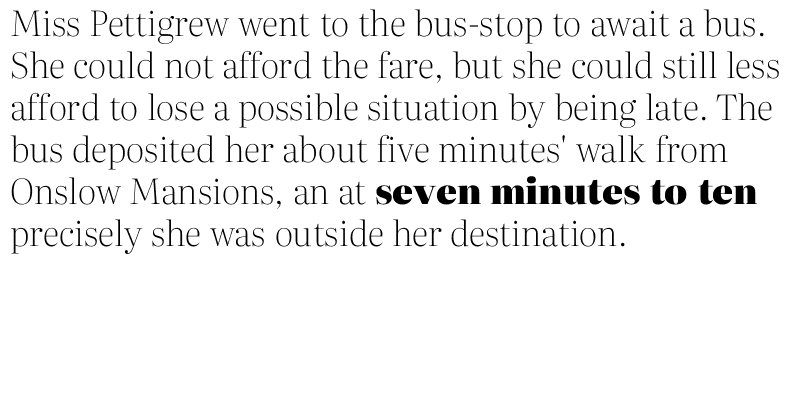 Miss Pettigrew went to the bus-stop to await a bus.
She could not afford the fare, but she could still less
afford to lose a possible situation by being late. The
bus deposited her about five minutes' walk from
Onslow Mansions, an at seven minutes to ten
precisely she was outside her destination.